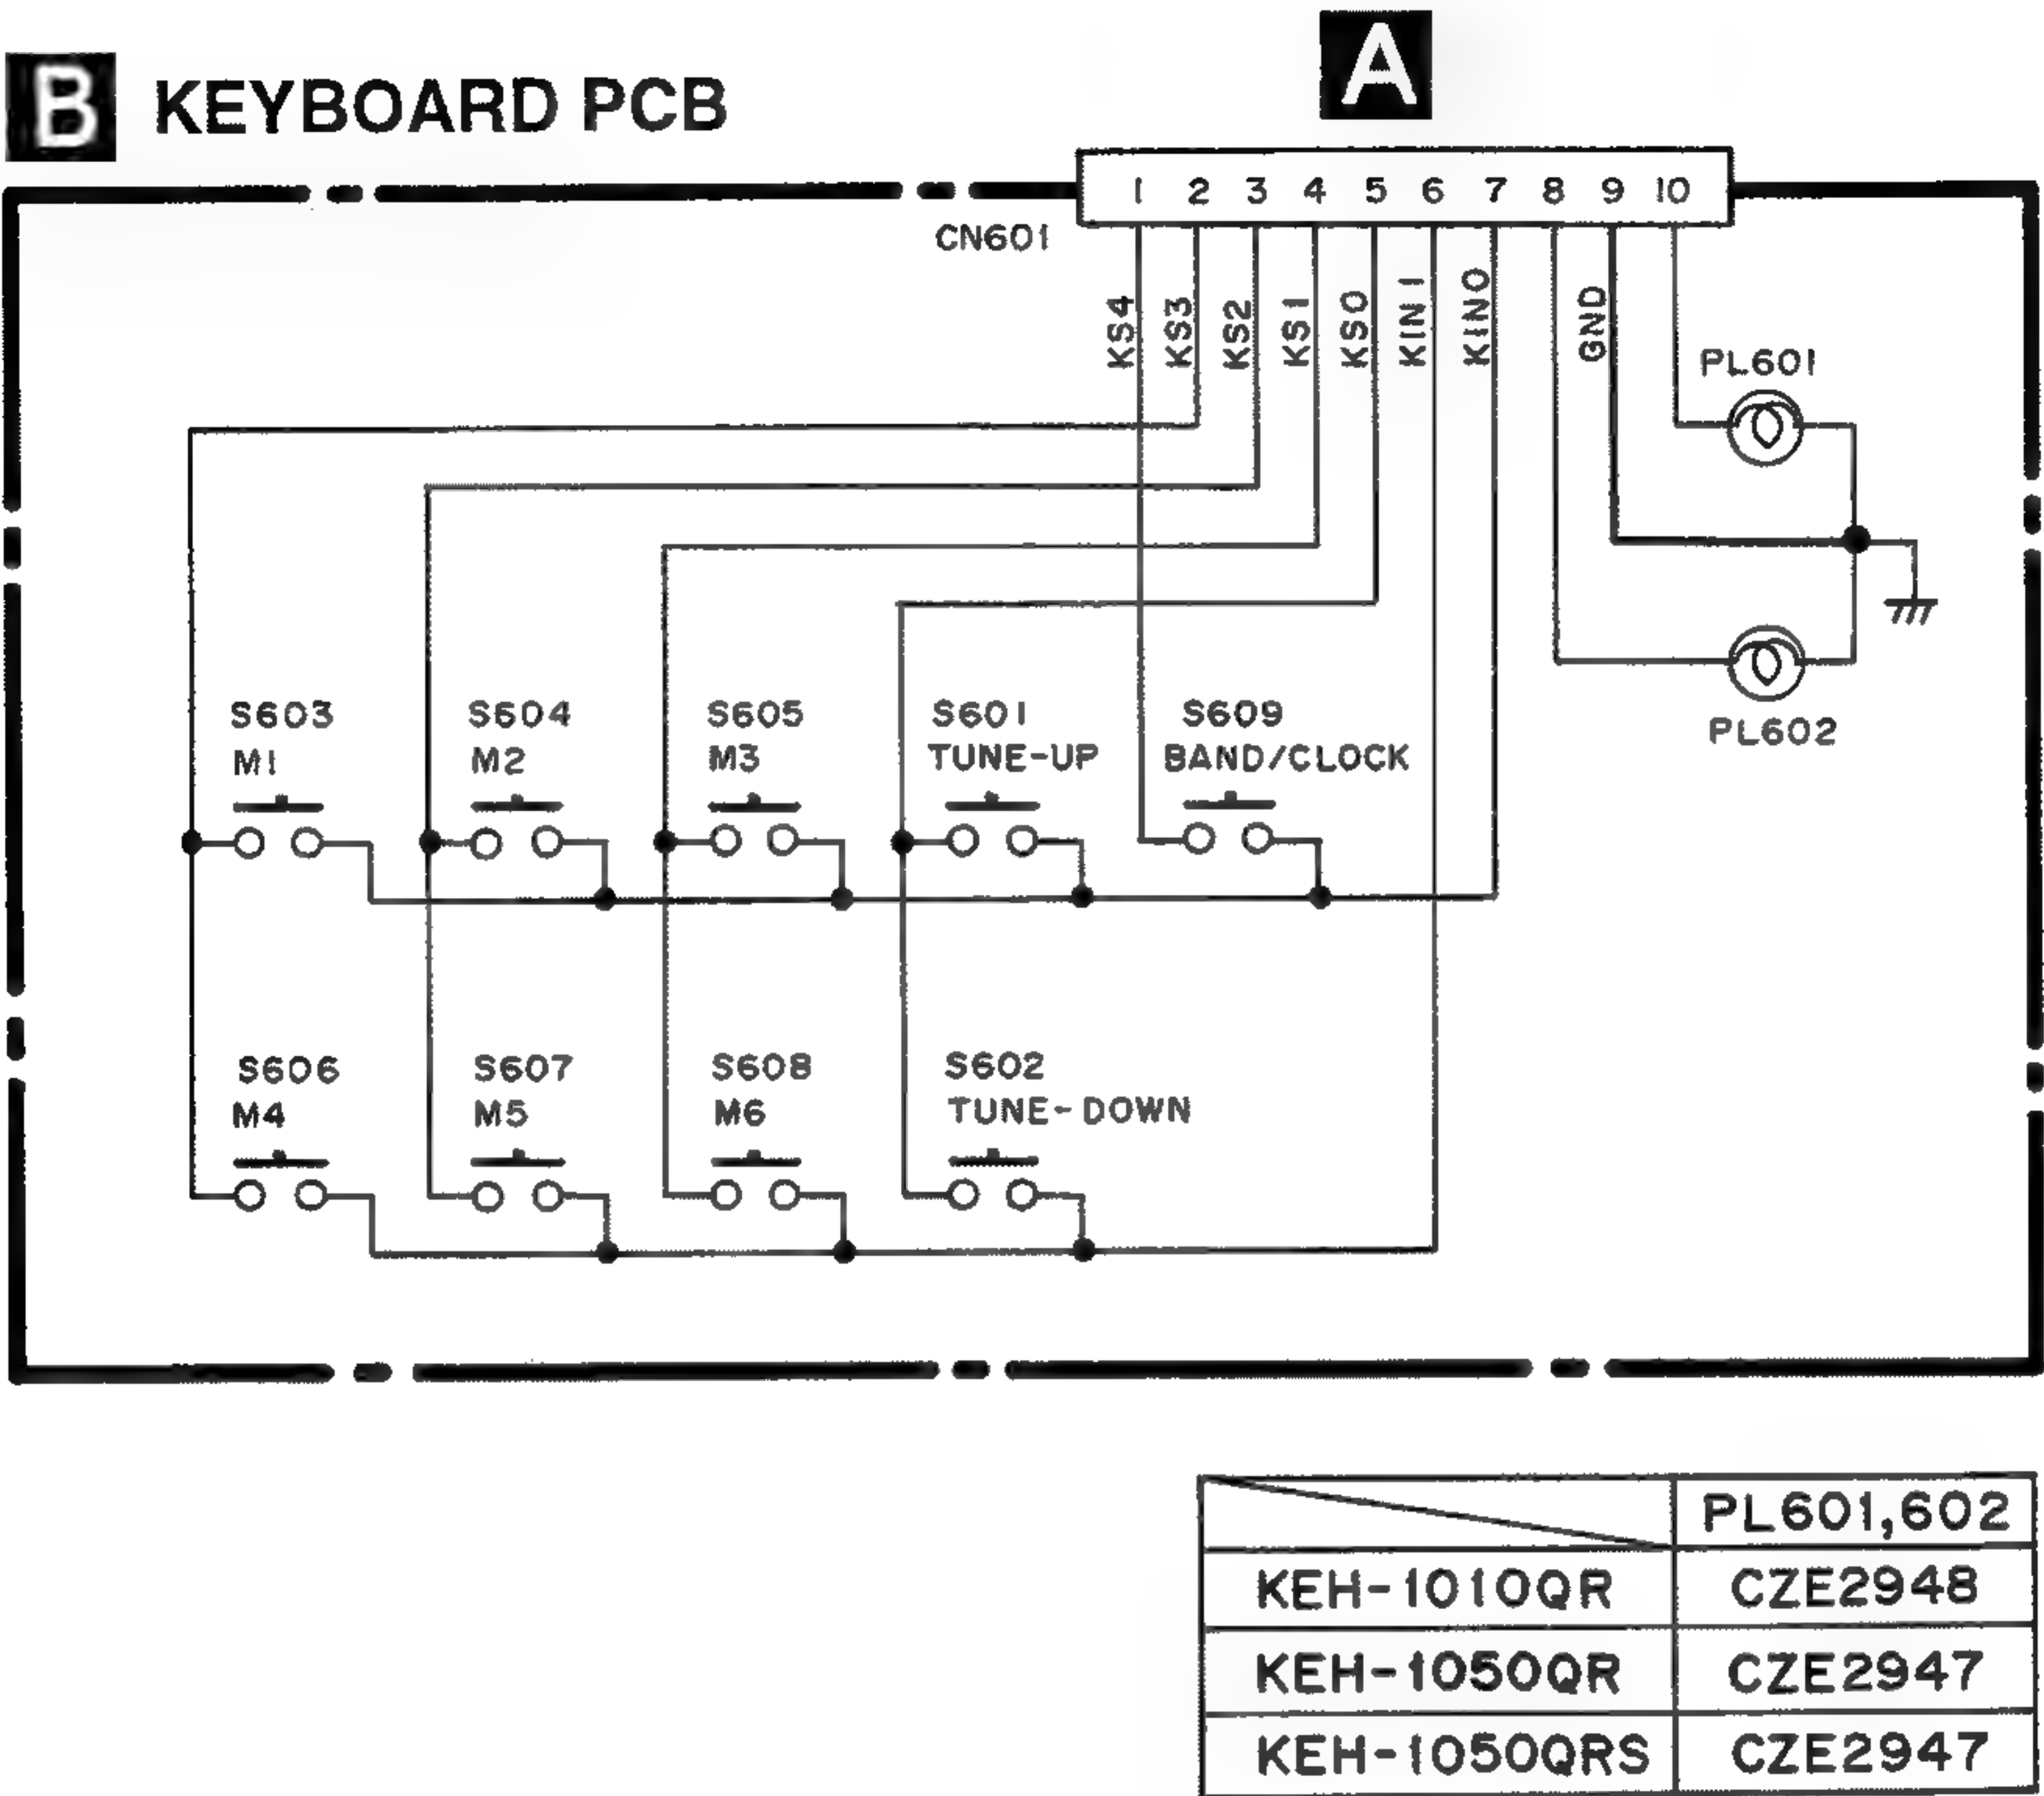 A
B KEYBOARD PCB
1 2 3 4 5 6 7 8 9 10
CN601
KS4
KS3
KS2
KS1
KS0
KIN1
KIN0
GND
PL601
PL602
S603
M1
S604
M2
S605
M3
S601
TUNE-UP
S609
BAND/CLOCK
S606
M4
S607
M5
S608
M6
S602
TUNE-DOWN
PL601,602
KEH-1010QR CZE2948
KEH-1050QR CZE2947
KEH-1050QRS CZE2947